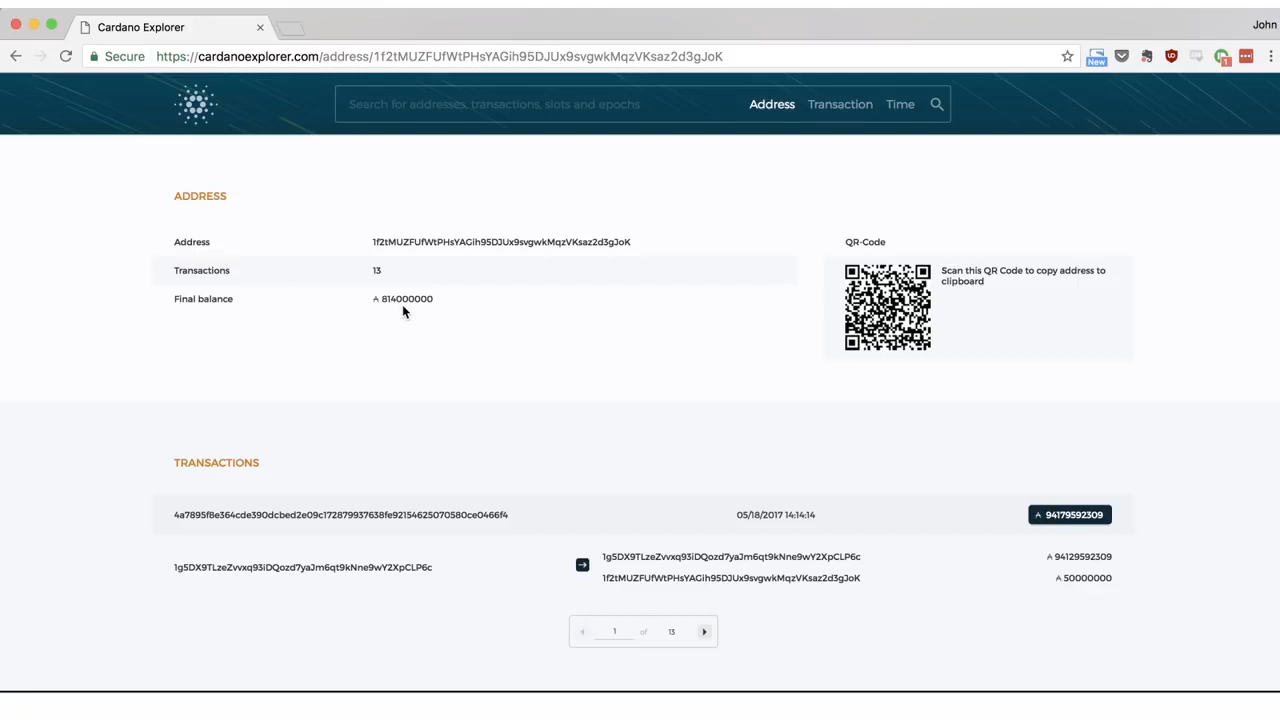 Cardano Explorer
John
Secure https://cardanoexplorer.com/address/1f2tMUZFUfWtPHsYAGih95DJUx9svgwkMqzVKsaz2d3gJoK
New
1
Search for addresses, transactions, slots and epochs Address Transaction Time
ADDRESS
Address 1f2tMUZFUfWtPHsYAGih95DJUx9svgwkMqzVKsaz2d3gJoK
QR-Code
Transactions 13
Scan this QR Code to copy address to
clipboard
Final balance ₳ 814000000
TRANSACTIONS
4a7895f8e364cde390dcbed2e09c172879937638fe92154625070580ce0466f4 05/18/2017 14:14:14 ₳ 94179592309
1g5DX9TLzeZvvxq93iDQozd7yaJm6qt9kNne9wY2XpCLP6c
1g5DX9TLzeZvvxq93iDQozd7yaJm6qt9kNne9wY2XpCLP6c ₳ 94129592309
1f2tMUZFUfWtPHsYAGih95DJUx9svgwkMqzVKsaz2d3gJoK ₳ 50000000
1 of 13